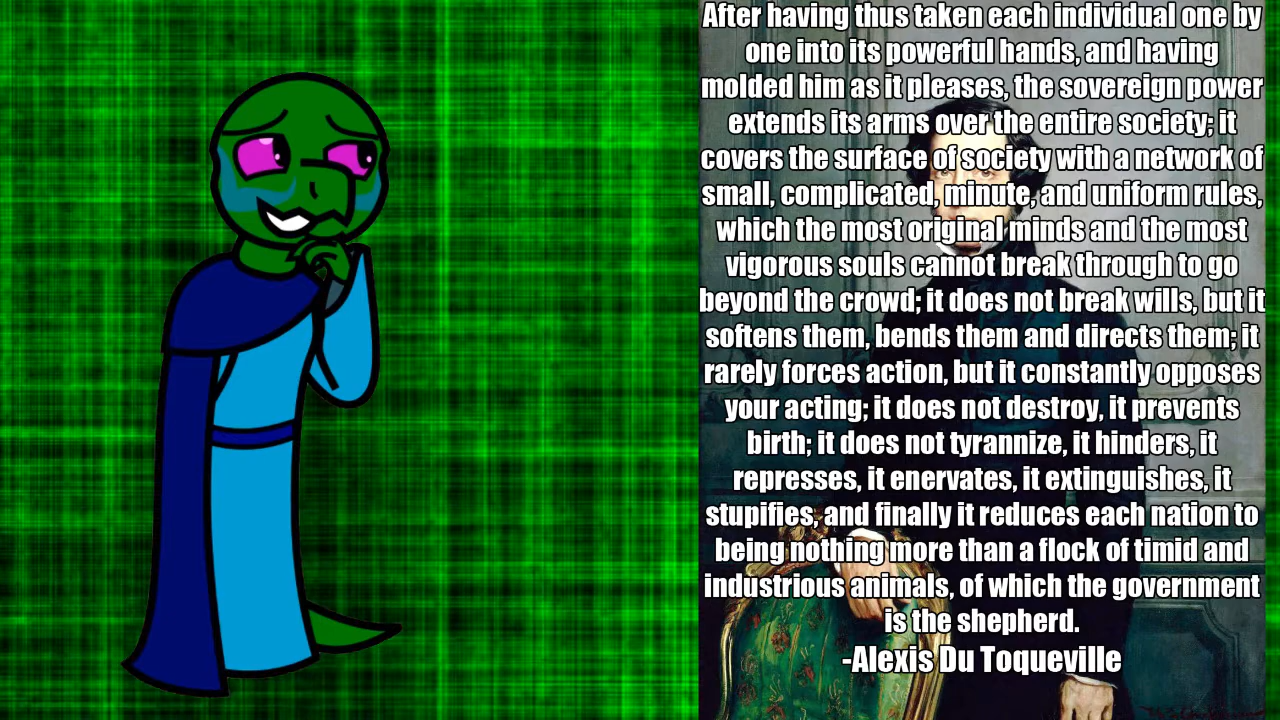 After having thus taken each individual one by
one into its powerful hands, and having
molded him as it pleases, the sovereign power
extends its arms over the entire society; it
covers the surface of society with a network of
small, complicated, minute, and uniform rules,
which the most original minds and the most
vigorous souls cannot break through to go
beyond the crowd; it does not break wills, but it
softens them, bends them and directs them; it
rarely forces action, but it constantly opposes
your acting; it does not destroy, it prevents
birth; it does not tyrannize, it hinders, it
represses, it enervates, it extinguishes, it
stupifies, and finally it reduces each nation to
being nothing more than a flock of timid and
industrious animals, of which the government
is the shepherd.
-Alexis Du Toqueville